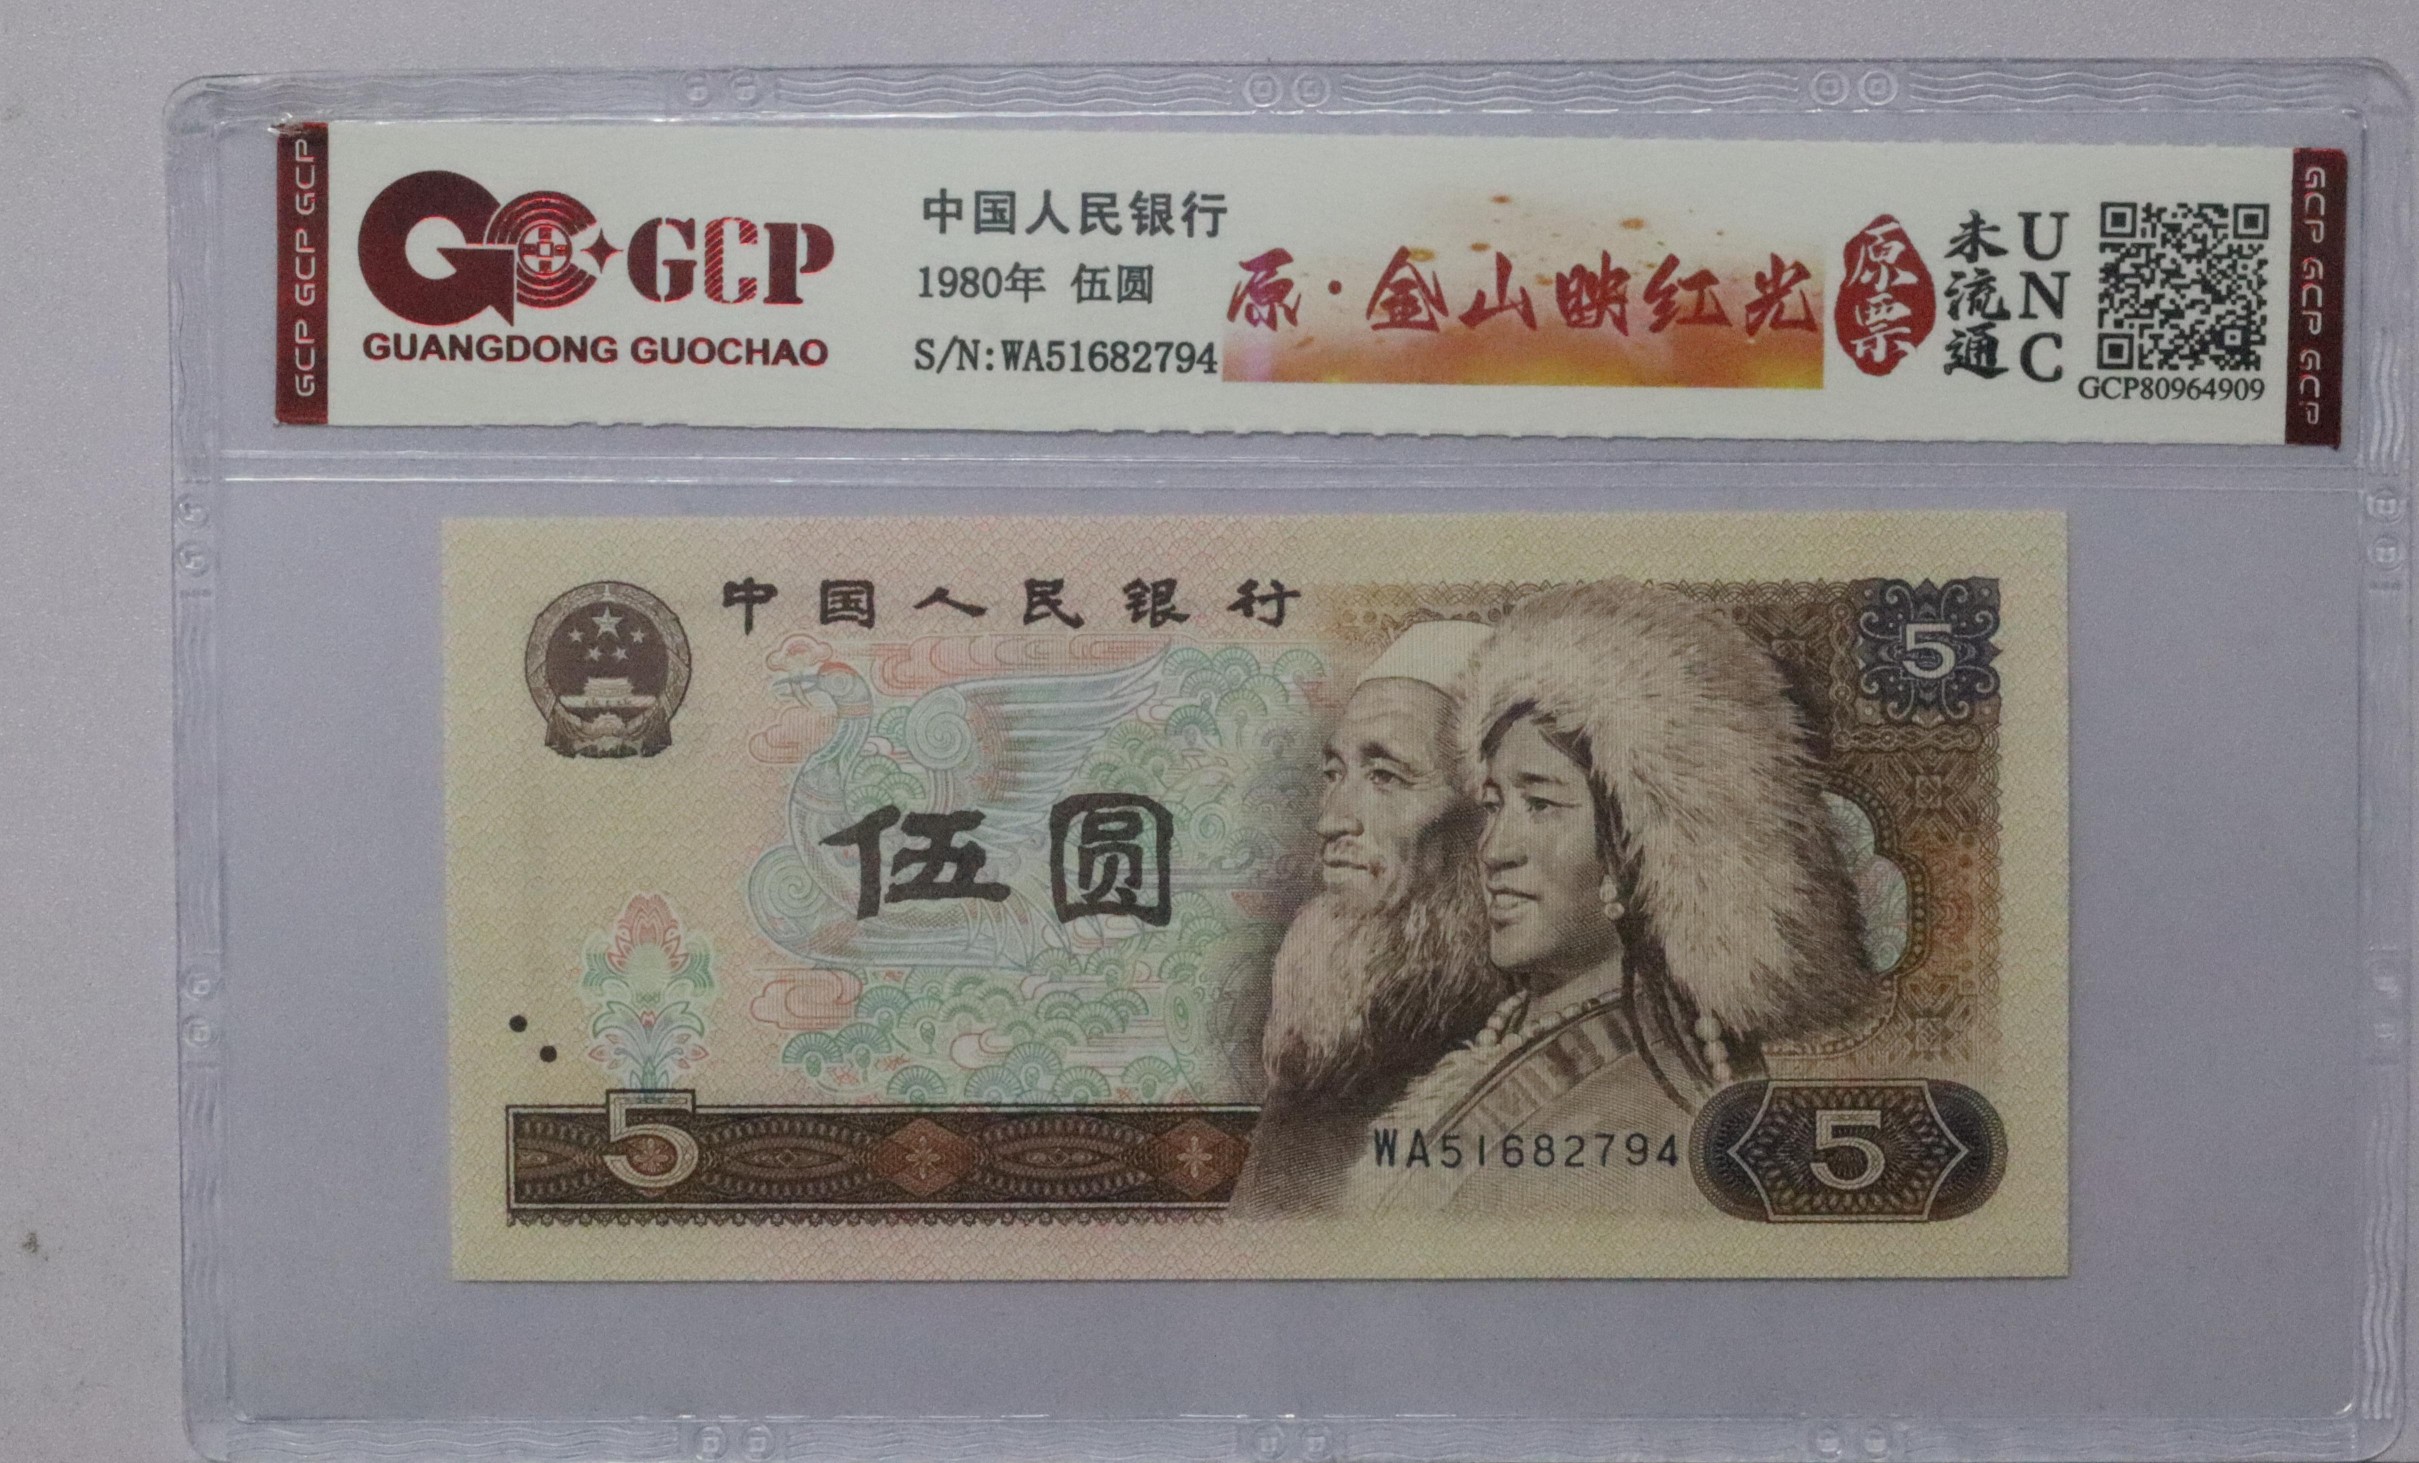 GCP GCP GCP
GCP
GUANGDONG GUOCHAO
中国人民银行
1980年 伍圆
S/N:WA51682794
原·金山映红光
原票
未流通
UNC
GCP80964909
GCP GCP GCP
中国人民银行
5
伍圆
5
WA51682794
5